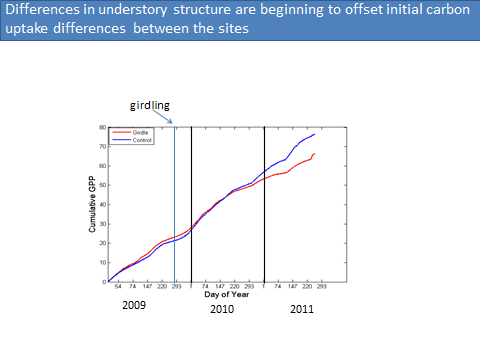 Differences in understory structure are beginning to offset initial carbon
uptake differences between the sites
girdling
80
Girdle
Control
70
60
50
40
30
20
10
0
Cumulative GPP
54 74 147 220 293 1 74 147 220 293 1 74 147 220 293
Day of Year
2009
2010
2011